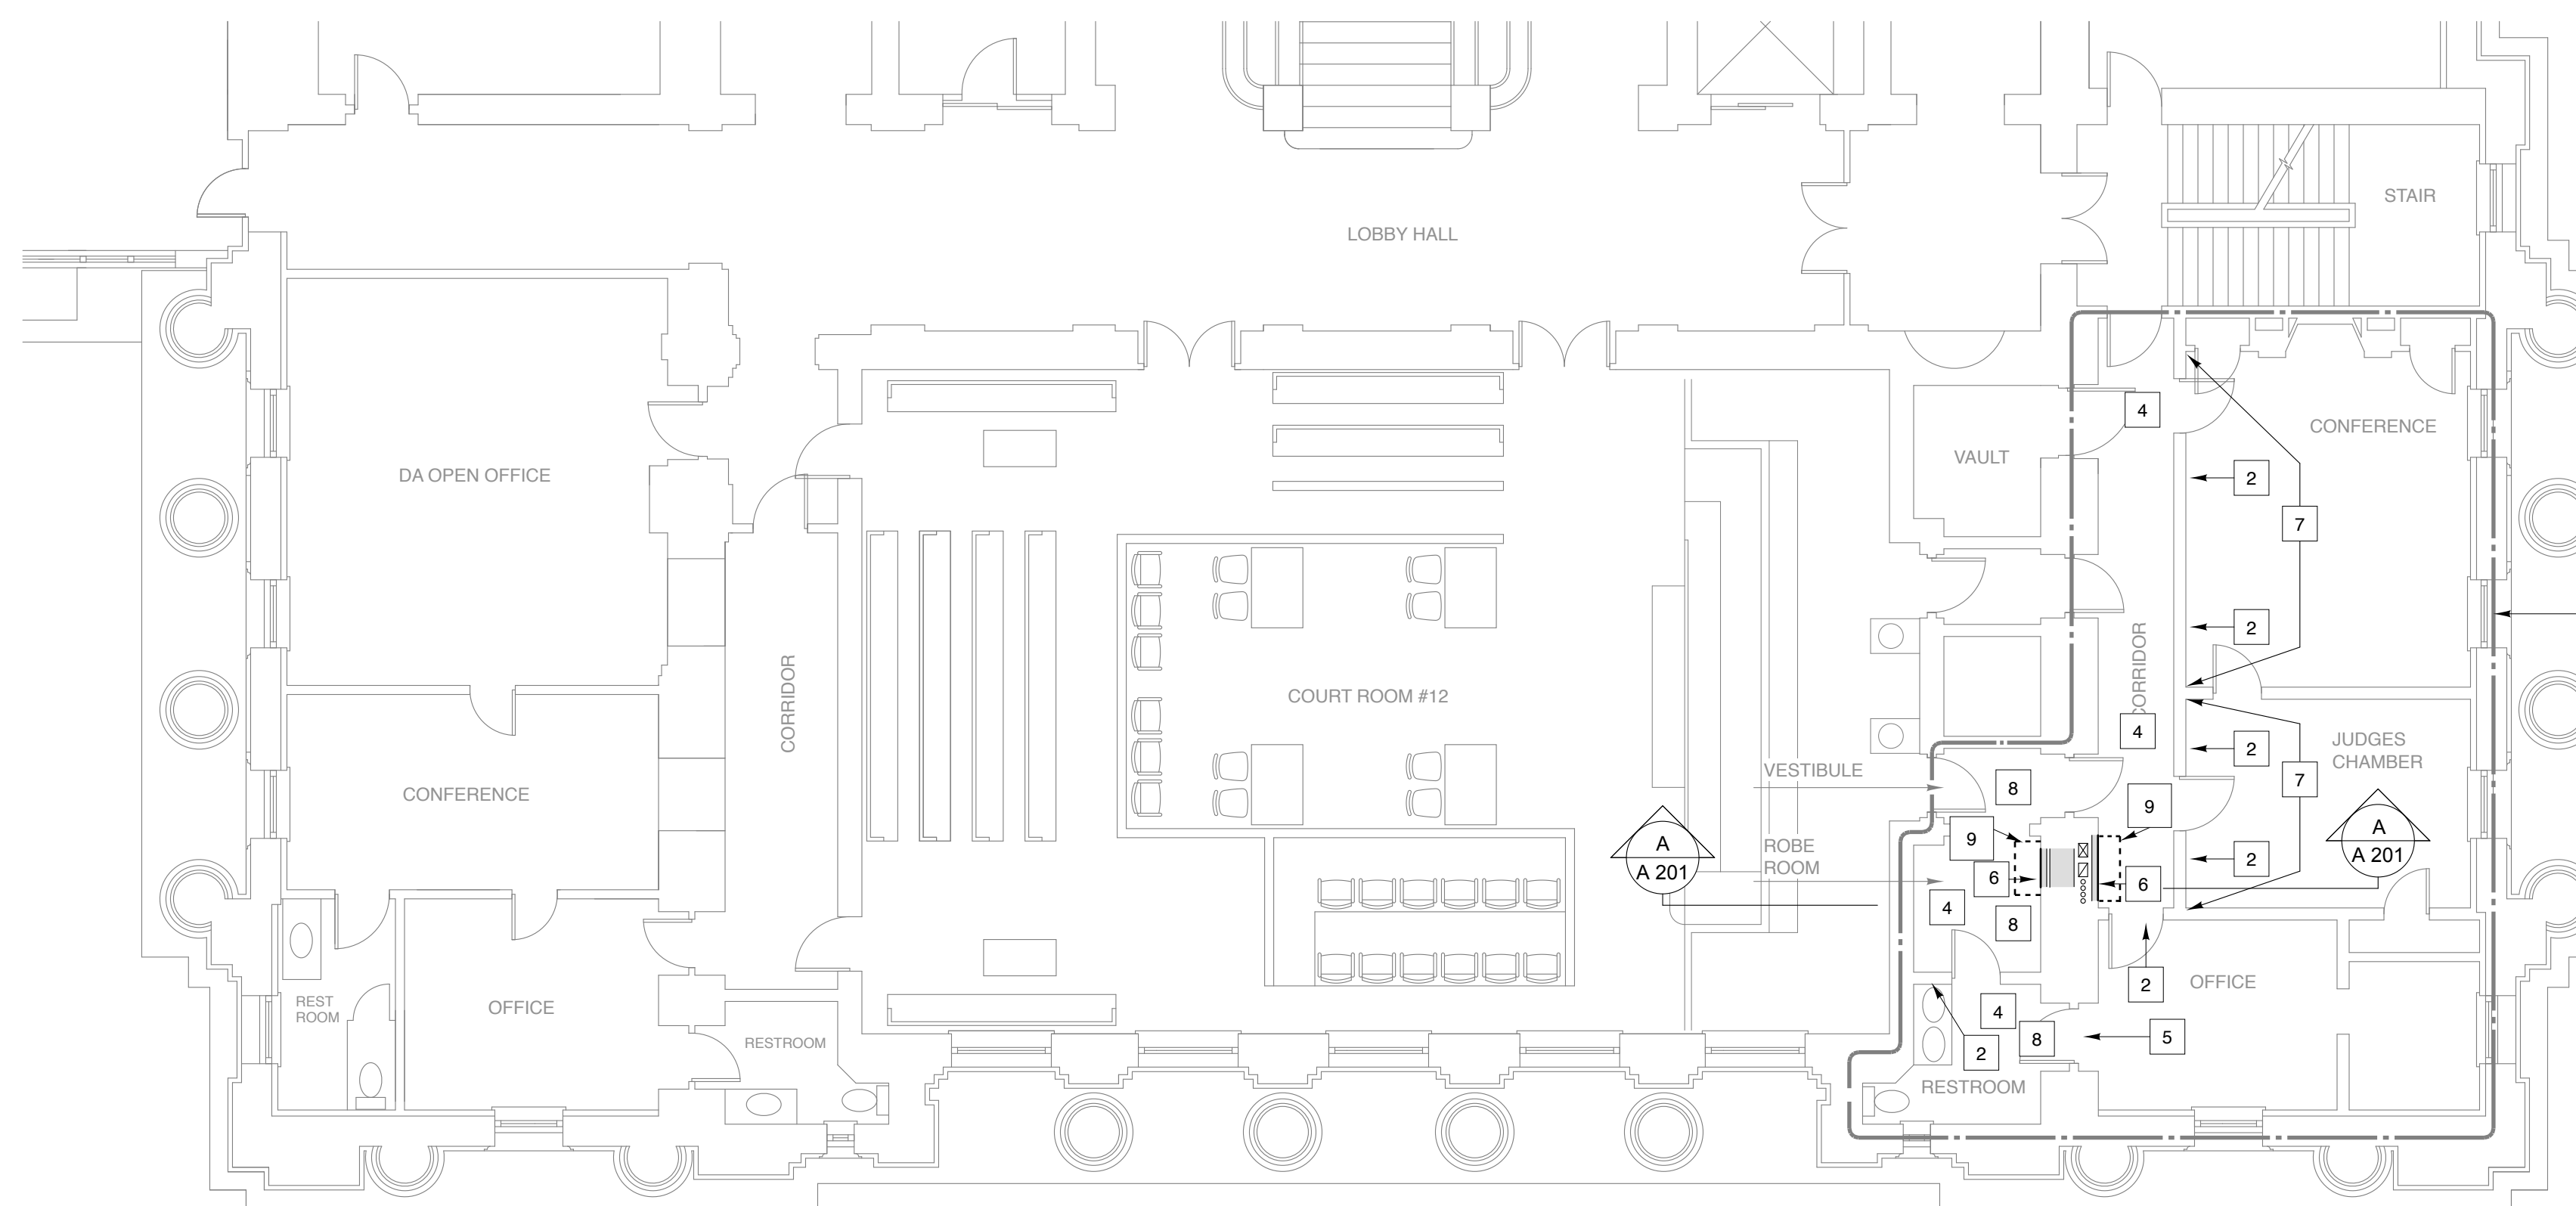 STAIR
LOBBY HALL
CONFERENCE
4
VAULT
DA OPEN OFFICE
2
7
2
CORRIDOR
CORRIDOR
COURT ROOM #12
4
2
JUDGES
CHAMBER
VESTIBULE
7
8
CONFERENCE
9
9
A
A 201
A
A 201
ROBE
ROOM
2
6
6
4
8
OFFICE
2
REST
ROOM
OFFICE
4
RESTROOM
8
5
2
RESTROOM